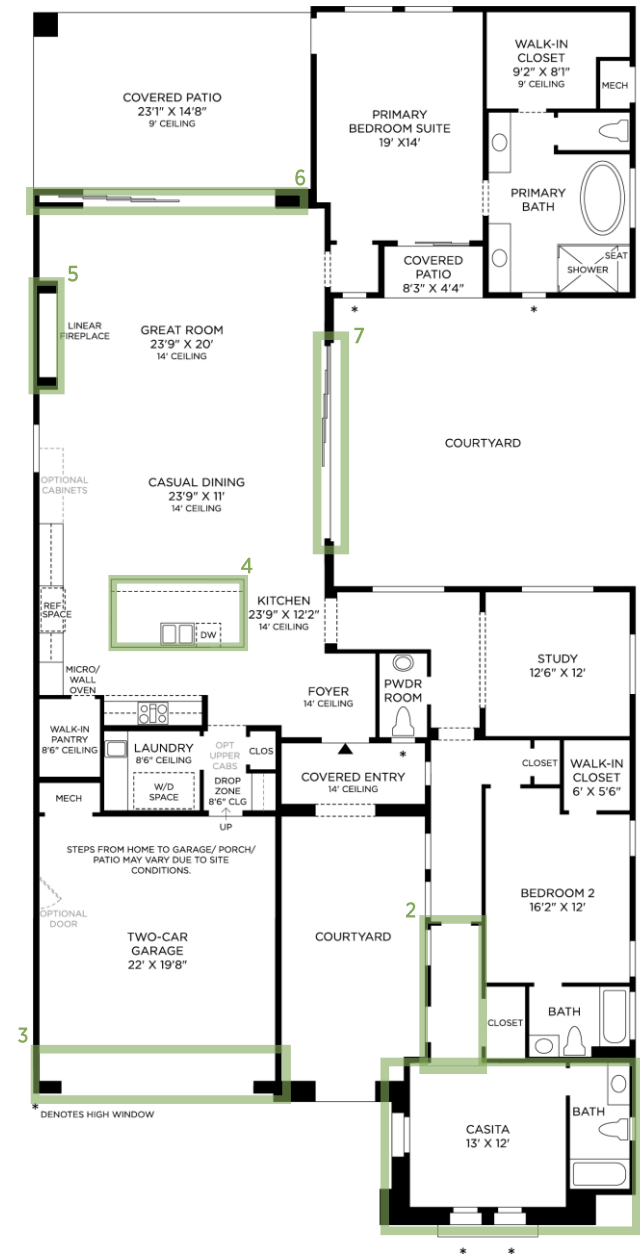 COVERED PATIO
23'1" X 14'8"
9' CEILING
PRIMARY
BEDROOM SUITE
19' X14'
WALK-IN
CLOSET
9'2" X 8'1"
9' CEILING
MECH
PRIMARY
BATH
SEAT
SHOWER
COVERED
PATIO
8'3" X 4'4"
*
*
6
5
LINEAR
FIREPLACE
GREAT ROOM
23'9" X 20'
14' CEILING
7
COURTYARD
OPTIONAL
CABINETS
CASUAL DINING
23'9" X 11'
14' CEILING
4
REF.
SPACE
DW
KITCHEN
23'9" X 12'2"
14' CEILING
MICRO/
WALL
OVEN
FOYER
14' CEILING
PWDR
ROOM
*
STUDY
12'6" X 12'
WALK-IN
PANTRY
8'6" CEILING
LAUNDRY
8'6" CEILING
W/D
SPACE
OPT
UPPER
CABS
CLOS
DROP
ZONE
8'6" CLG
UP
COVERED ENTRY
14' CEILING
CLOSET
WALK-IN
CLOSET
6' X 5'6"
MECH
STEPS FROM HOME TO GARAGE/ PORCH/
PATIO MAY VARY DUE TO SITE
CONDITIONS.
OPTIONAL
DOOR
TWO-CAR
GARAGE
22' X 19'8"
COURTYARD
2
BEDROOM 2
16'2" X 12'
CLOSET
BATH
3
* DENOTES HIGH WINDOW
CASITA
13' X 12'
BATH
*
*